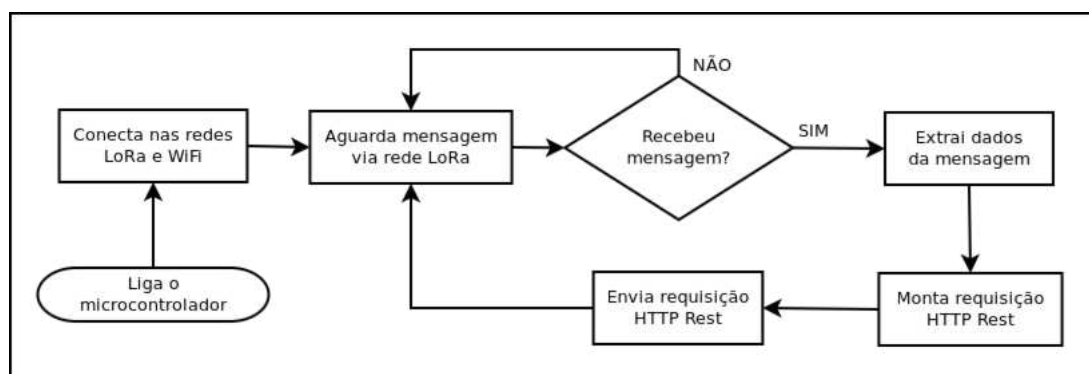 Liga o
microcontrolador
Conecta nas redes
LoRa e WiFi
Aguarda mensagem
via rede LoRa
Recebeu
mensagem?
NÃO
SIM
Extrai dados
da mensagem
Monta requisição
HTTP Rest
Envia requisição
HTTP Rest